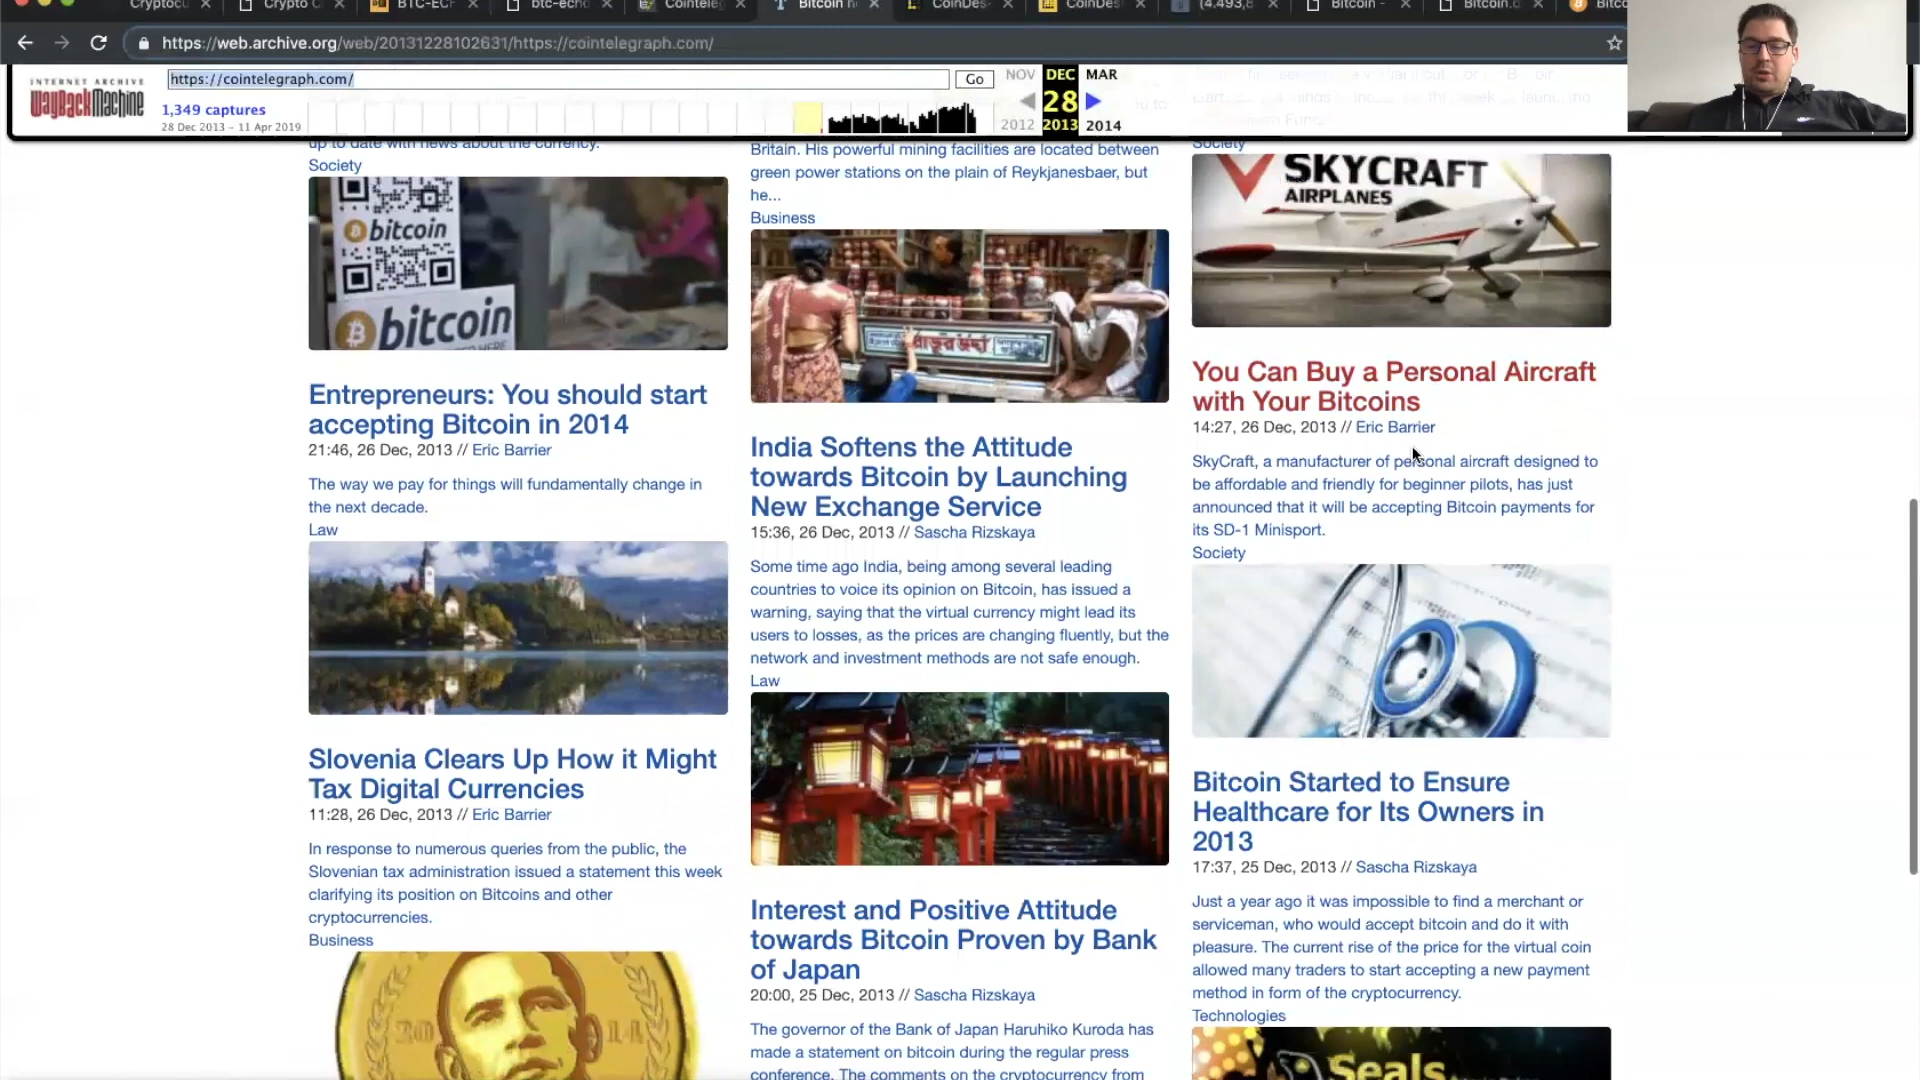 Cryptocu
Crypto C
BTC-ECH
btc-echo
Cointele
Bitcoin n
CoinDes
CoinDes
(4.493,8
Bitcoin -
Bitcoin.c
Bitco
https://web.archive.org/web/20131228102631/https://cointelegraph.com/
INTERNET ARCHIVE
WayBackMachine
https://cointelegraph.com/
Go
1,349 captures
28 Dec 2013 – 11 Apr 2019
NOV
DEC
MAR
28
2012
2013
2014
up to date with news about the currency.
Society
bitcoin
bitcoin
Entrepreneurs: You should start
accepting Bitcoin in 2014
21:46, 26 Dec, 2013 // Eric Barrier
The way we pay for things will fundamentally change in
the next decade.
Law
Slovenia Clears Up How it Might
Tax Digital Currencies
11:28, 26 Dec, 2013 // Eric Barrier
In response to numerous queries from the public, the
Slovenian tax administration issued a statement this week
clarifying its position on Bitcoins and other
cryptocurrencies.
Business
2014
Britain. His powerful mining facilities are located between
green power stations on the plain of Reykjanesbaer, but
he...
Business
India Softens the Attitude
towards Bitcoin by Launching
New Exchange Service
15:36, 26 Dec, 2013 // Sascha Rizskaya
Some time ago India, being among several leading
countries to voice its opinion on Bitcoin, has issued a
warning, saying that the virtual currency might lead its
users to losses, as the prices are changing fluently, but the
network and investment methods are not safe enough.
Law
Interest and Positive Attitude
towards Bitcoin Proven by Bank
of Japan
20:00, 25 Dec, 2013 // Sascha Rizskaya
The governor of the Bank of Japan Haruhiko Kuroda has
made a statement on bitcoin during the regular press
conference. The comments on the cryptocurrency from
Society
SKYCRAFT
AIRPLANES
You Can Buy a Personal Aircraft
with Your Bitcoins
14:27, 26 Dec, 2013 // Eric Barrier
SkyCraft, a manufacturer of personal aircraft designed to
be affordable and friendly for beginner pilots, has just
announced that it will be accepting Bitcoin payments for
its SD-1 Minisport.
Society
Bitcoin Started to Ensure
Healthcare for Its Owners in
2013
17:37, 25 Dec, 2013 // Sascha Rizskaya
Just a year ago it was impossible to find a merchant or
serviceman, who would accept bitcoin and do it with
pleasure. The current rise of the price for the virtual coin
allowed many traders to start accepting a new payment
method in form of the cryptocurrency.
Technologies
Seals